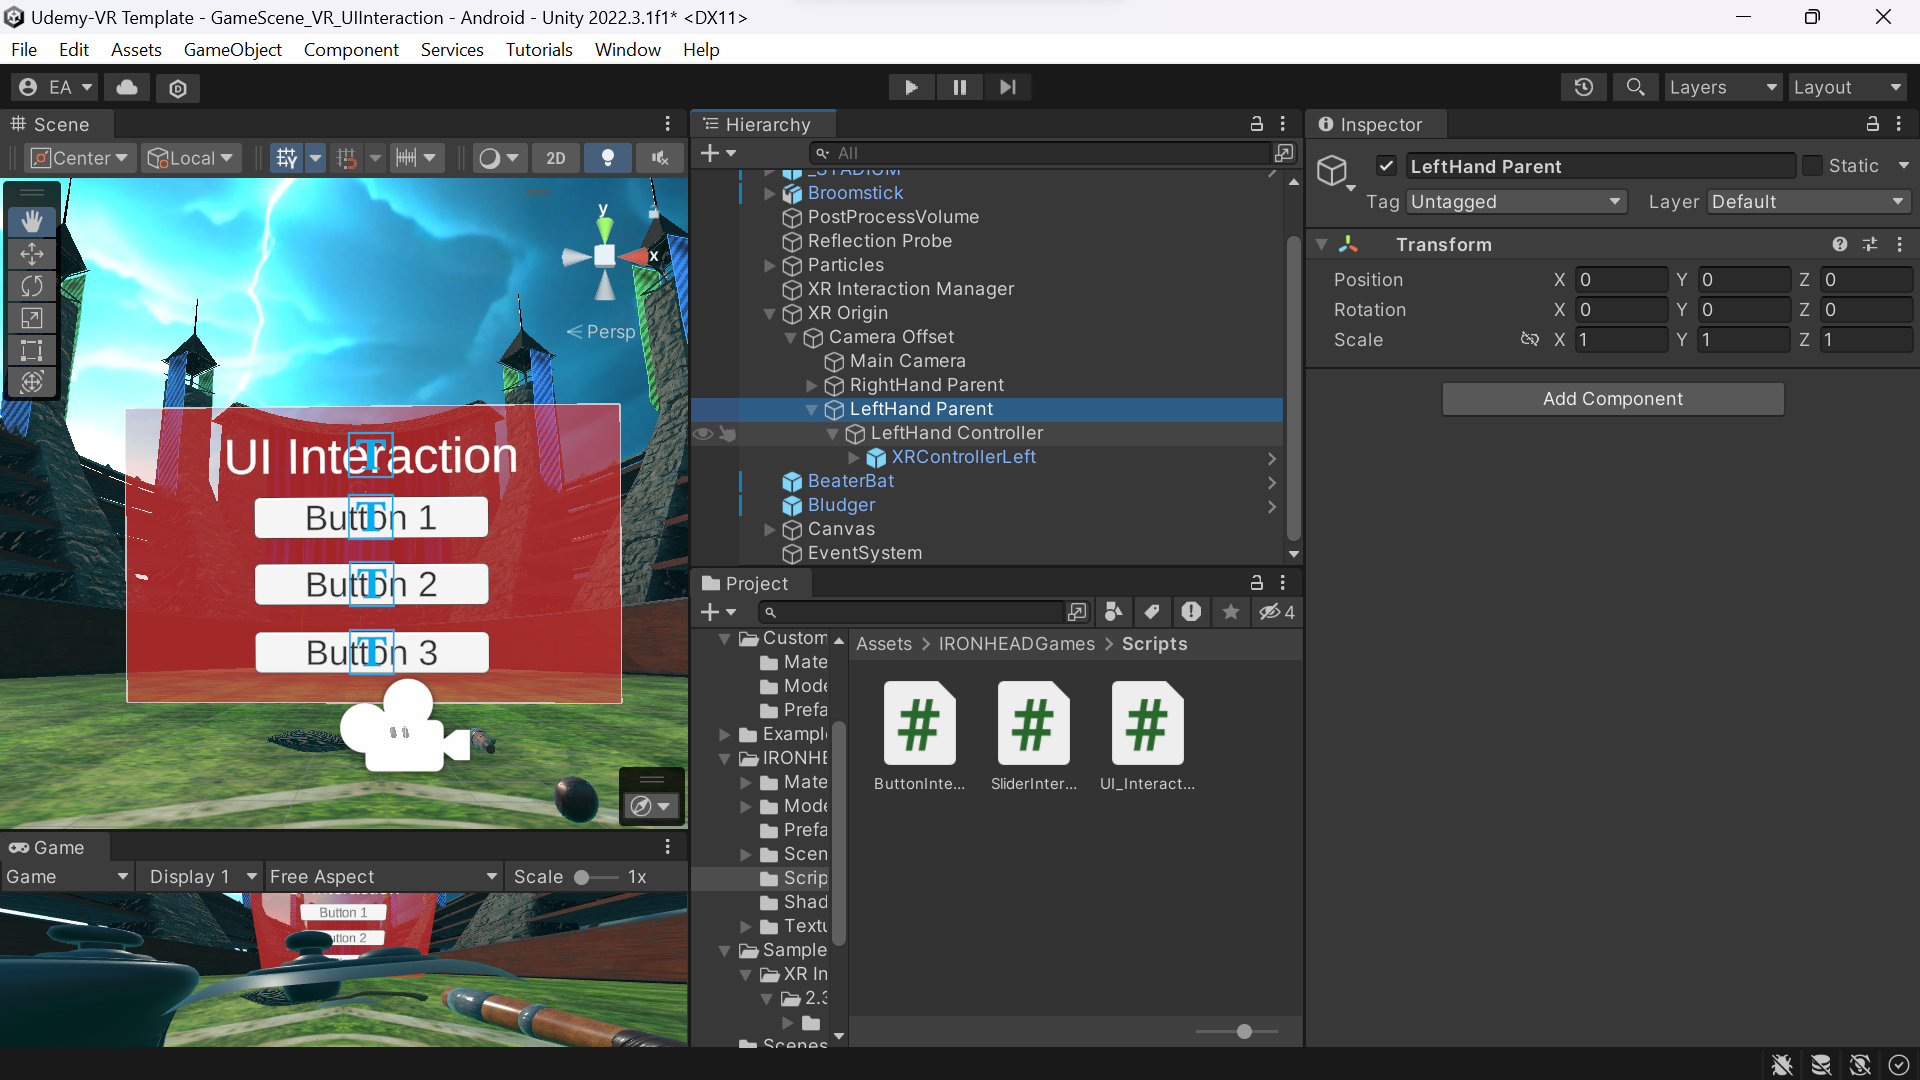 Udemy-VR Template - GameScene_VR_UIInteraction - Android - Unity 2022.3.1f1* <DX11>
File Edit Assets GameObject Component Services Tutorials Window Help
EA
Layers
Layout
Scene
Center
Local
2D
y
x
Persp
UI Interaction
Button 1
Button 2
Button 3
Game
Game
Display 1
Free Aspect
Scale 1x
Button 1
Hierarchy
All
_STADIUM
Broomstick
PostProcessVolume
Reflection Probe
Particles
XR Interaction Manager
XR Origin
Camera Offset
Main Camera
RightHand Parent
LeftHand Parent
LeftHand Controller
XRControllerLeft
BeaterBat
Bludger
Canvas
EventSystem
Project
4
Custom
Mate
Mode
Prefa
Exampl
IRONHE
Mate
Mode
Prefa
Scen
Scrip
Shad
Textu
Sample
XR In
2.3
Scenes
Assets > IRONHEADGames > Scripts
ButtonInte...
SliderInter...
UI_Interact...
Inspector
LeftHand Parent
Static
Tag Untagged Layer Default
Transform
Position X 0 Y 0 Z 0
Rotation X 0 Y 0 Z 0
Scale X 1 Y 1 Z 1
Add Component